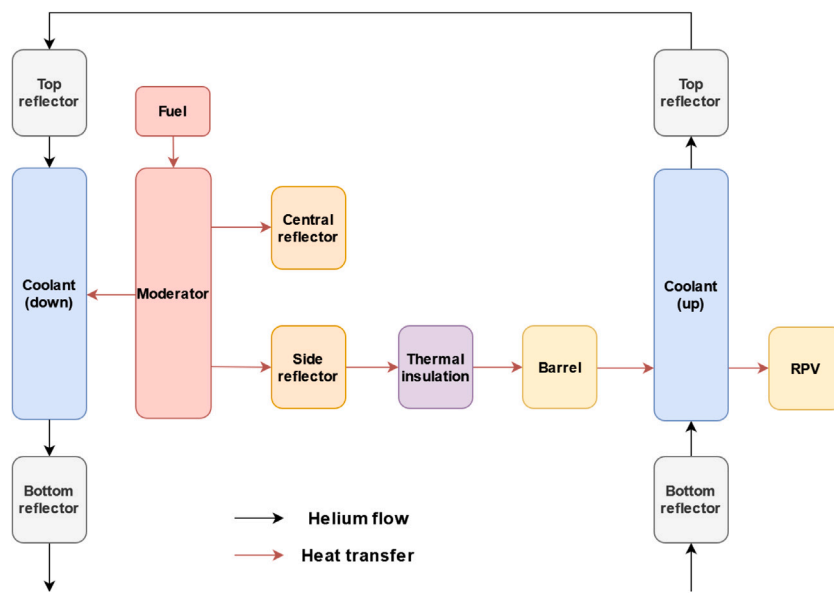 Top
reflector
Top
reflector
Fuel
Central
reflector
Coolant
(down)
Moderator
Coolant
(up)
Side
reflector
Thermal
insulation
Barrel
RPV
Bottom
reflector
Bottom
reflector
Helium flow
Heat transfer